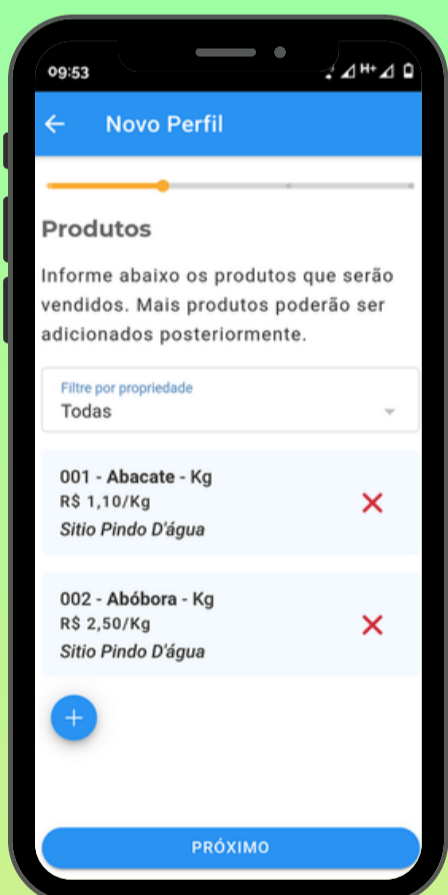 09:53
H+
Novo Perfil
Produtos
Informe abaixo os produtos que serão
vendidos. Mais produtos poderão ser
adicionados posteriormente.
Filtre por propriedade
Todas
001 - Abacate - Kg
R$ 1,10/Kg
Sitio Pindo D'água
002 - Abóbora - Kg
R$ 2,50/Kg
Sitio Pindo D'água
PRÓXIMO